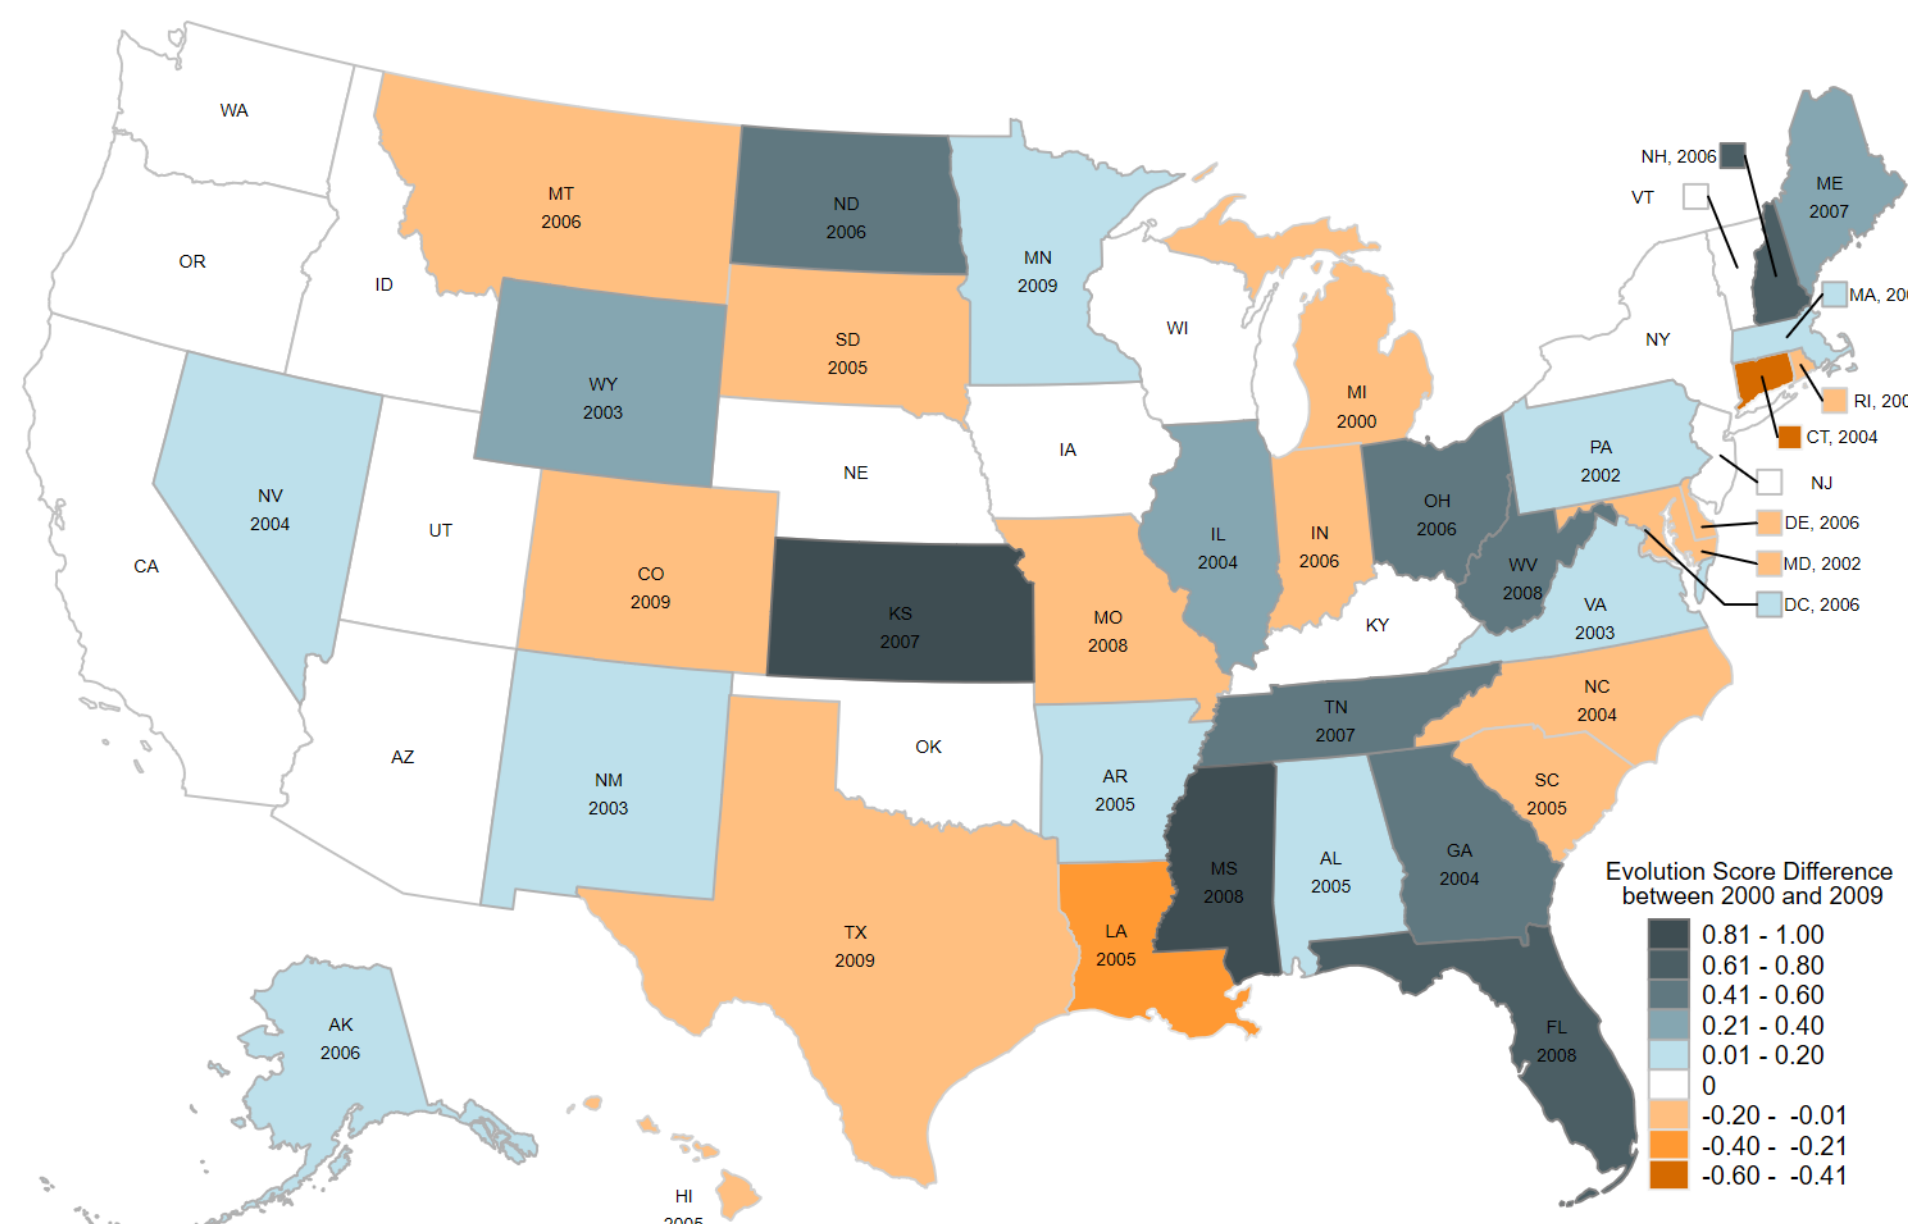 WA
MT
2006
ND
2006
NH, 2006
VT
ME
2007
OR
ID
MN
2009
MA, 200
WI
NY
SD
2005
WY
2003
MI
2000
RI, 200
CT, 2004
IA
PA
2002
NE
NJ
NV
2004
UT
OH
2006
DE, 2006
IL
2004
IN
2006
MD, 2002
CA
CO
2009
WV
2008
DC, 2006
KS
2007
MO
2008
KY
VA
2003
NC
2004
TN
2007
AZ
OK
NM
2003
AR
2005
SC
2005
MS
2008
AL
2005
GA
2004
TX
2009
LA
2005
AK
2006
FL
2008
HI
2005
Evolution Score Difference
between 2000 and 2009
0.81 - 1.00
0.61 - 0.80
0.41 - 0.60
0.21 - 0.40
0.01 - 0.20
0
-0.20 - -0.01
-0.40 - -0.21
-0.60 - -0.41